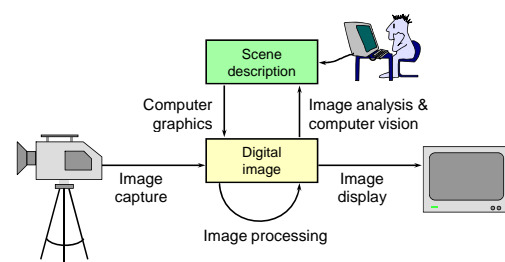 Scene
description
Computer
graphics
Image analysis &
computer vision
Digital
image
Image
capture
Image
display
Image processing